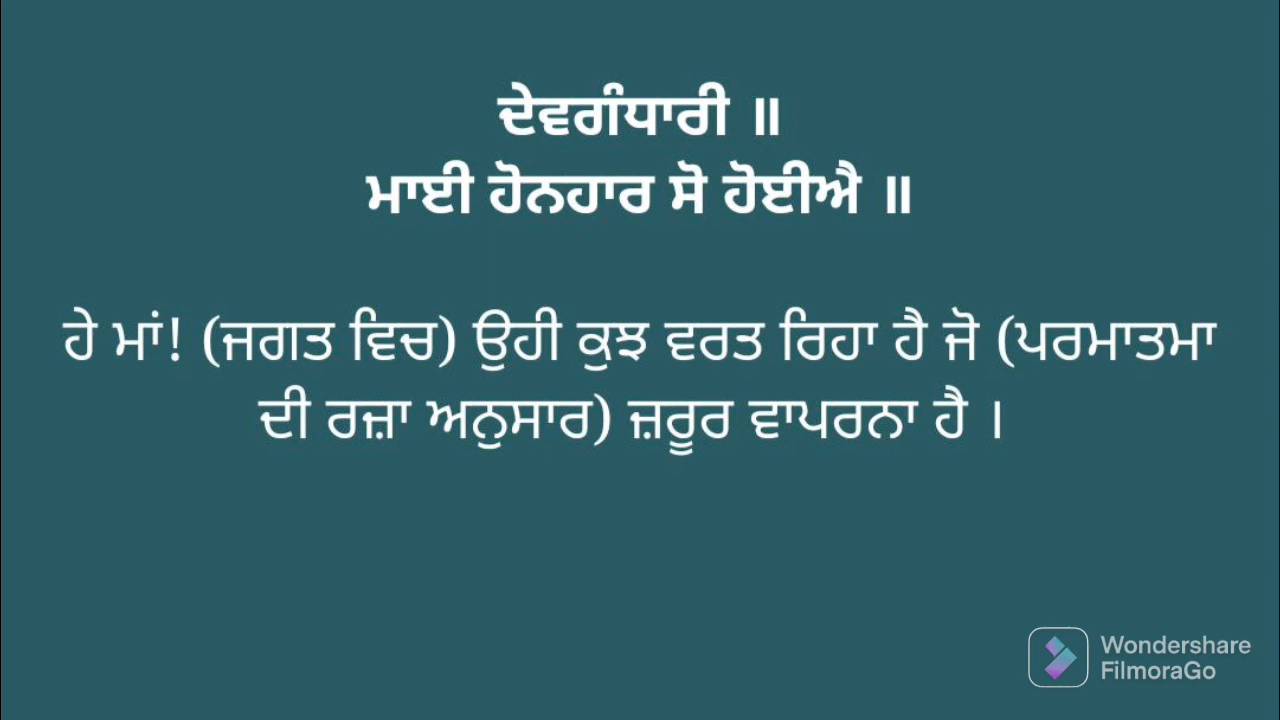 ਦੇਵਗੰਧਾਰੀ ॥
ਮਾਈ ਹੋਨਹਾਰ ਸੋ ਹੋਈਐ ॥
ਹੇ ਮਾਂ! (ਜਗਤ ਵਿਚ) ਉਹੀ ਕੁਝ ਵਰਤ ਰਿਹਾ ਹੈ ਜੋ (ਪਰਮਾਤਮਾ
ਦੀ ਰਜ਼ਾ ਅਨੁਸਾਰ) ਜ਼ਰੂਰ ਵਾਪਰਨਾ ਹੈ ।
Wondershare
FilmoraGo